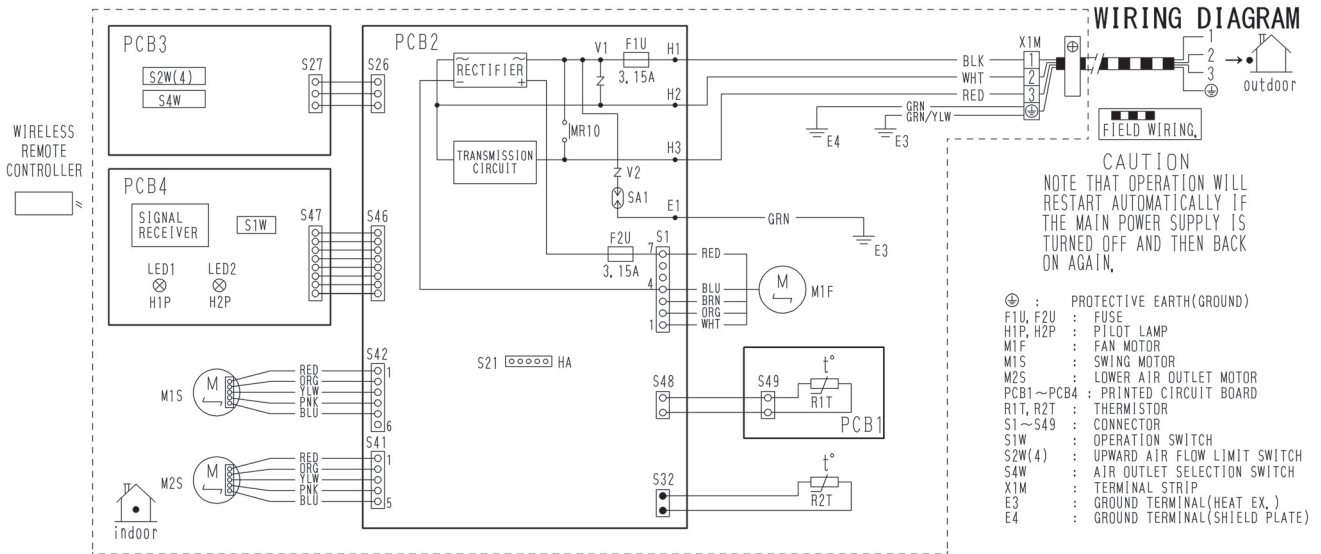 WIRING DIAGRAM
PCB3
S2W(4)
S4W
S27
S26
PCB2
RECTIFIER
~
~
−
+
V1
F1U
3.15A
H1
H2
MR10
TRANSMISSION
CIRCUIT
H3
Z
Z V2
SA1
E1
F2U
3.15A
BLK
WHT
RED
GRN
GRN/YLW
E4
E3
X1M
1
2
3
1
2
3
outdoor
FIELD WIRING.
WIRELESS
REMOTE
CONTROLLER
PCB4
SIGNAL
RECEIVER
S1W
LED1
H1P
LED2
H2P
S47
S46
GRN
E3
S1
7
4
1
RED
BLU
BRN
ORG
WHT
M
M1F
S21
HA
M1S
M
RED
ORG
YLW
PNK
BLU
S42
1
6
M2S
M
RED
ORG
YLW
PNK
BLU
S41
1
5
indoor
S48
S49
t°
R1T
PCB1
S32
t°
R2T
CAUTION
NOTE THAT OPERATION WILL
RESTART AUTOMATICALLY IF
THE MAIN POWER SUPPLY IS
TURNED OFF AND THEN BACK
ON AGAIN.
: PROTECTIVE EARTH(GROUND)
F1U,F2U : FUSE
H1P,H2P : PILOT LAMP
M1F : FAN MOTOR
M1S : SWING MOTOR
M2S : LOWER AIR OUTLET MOTOR
PCB1~PCB4 : PRINTED CIRCUIT BOARD
R1T,R2T : THERMISTOR
S1~S49 : CONNECTOR
S1W : OPERATION SWITCH
S2W(4) : UPWARD AIR FLOW LIMIT SWITCH
S4W : AIR OUTLET SELECTION SWITCH
X1M : TERMINAL STRIP
E3 : GROUND TERMINAL(HEAT EX.)
E4 : GROUND TERMINAL(SHIELD PLATE)